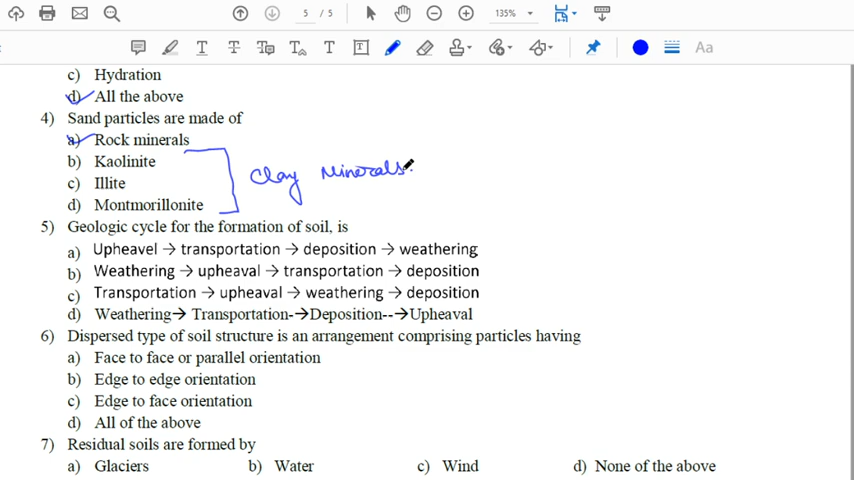 5 / 5
135%
Aa
c) Hydration
d) All the above
4) Sand particles are made of
a) Rock minerals
b) Kaolinite
c) Illite
d) Montmorillonite
Clay Minerals.
5) Geologic cycle for the formation of soil, is
a) Upheavel → transportation → deposition → weathering
b) Weathering → upheaval → transportation → deposition
c) Transportation → upheaval → weathering → deposition
d) Weathering→ Transportation-→Deposition--→Upheaval
6) Dispersed type of soil structure is an arrangement comprising particles having
a) Face to face or parallel orientation
b) Edge to edge orientation
c) Edge to face orientation
d) All of the above
7) Residual soils are formed by
a) Glaciers b) Water c) Wind d) None of the above